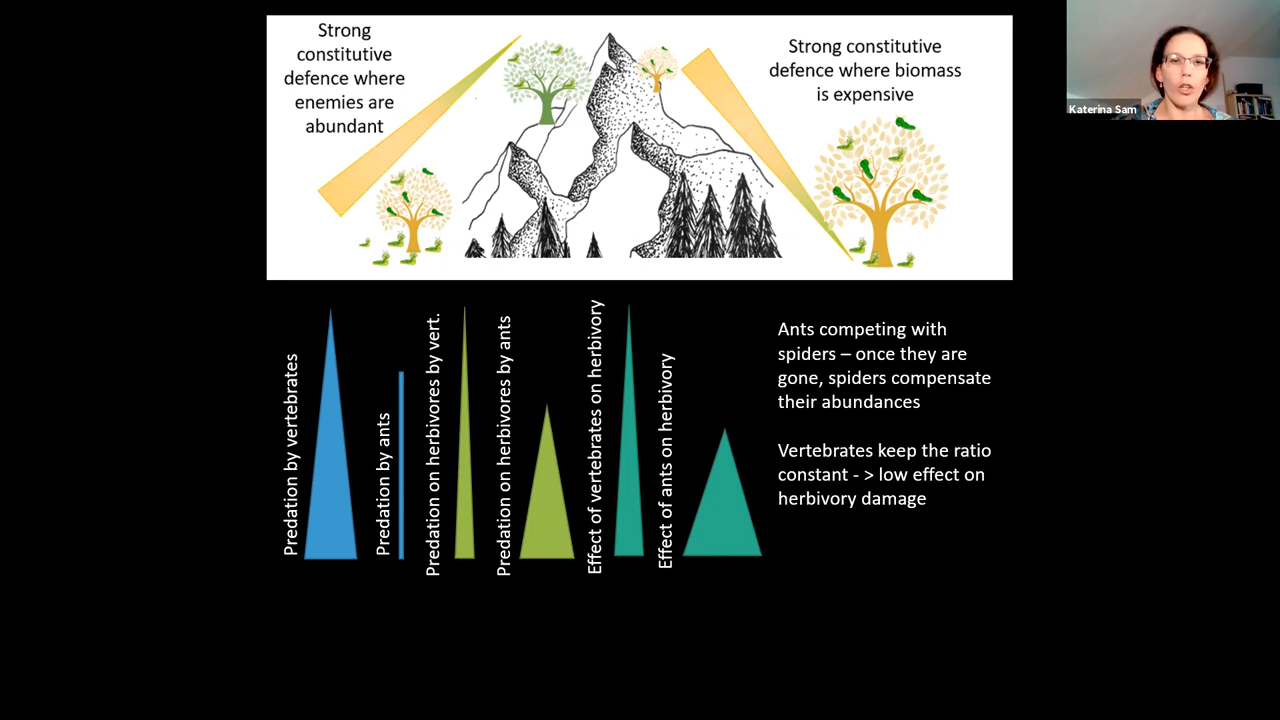 Strong
constitutive
defence where
enemies are
abundant
Strong constitutive
defence where biomass
is expensive
Katerina Sam
Predation by vertebrates
Predation by ants
Predation on herbivores by vert.
Predation on herbivores by ants
Effect of vertebrates on herbivory
Effect of ants on herbivory
Ants competing with
spiders – once they are
gone, spiders compensate
their abundances
Vertebrates keep the ratio
constant - > low effect on
herbivory damage